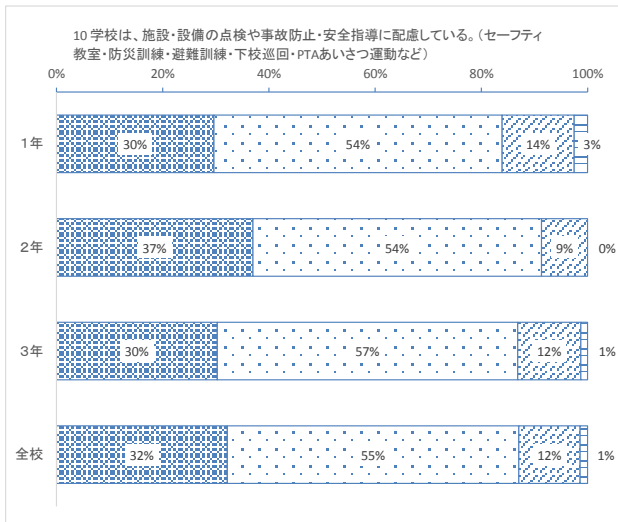 10 学校は、施設・設備の点検や事故防止・安全指導に配慮している。（セーフティ
教室・防災訓練・避難訓練・下校巡回・PTAあいさつ運動など）
0% 20% 40% 60% 80% 100%
1年 30% 54% 14% 3%
2年 37% 54% 9% 0%
3年 30% 57% 12% 1%
全校 32% 55% 12% 1%